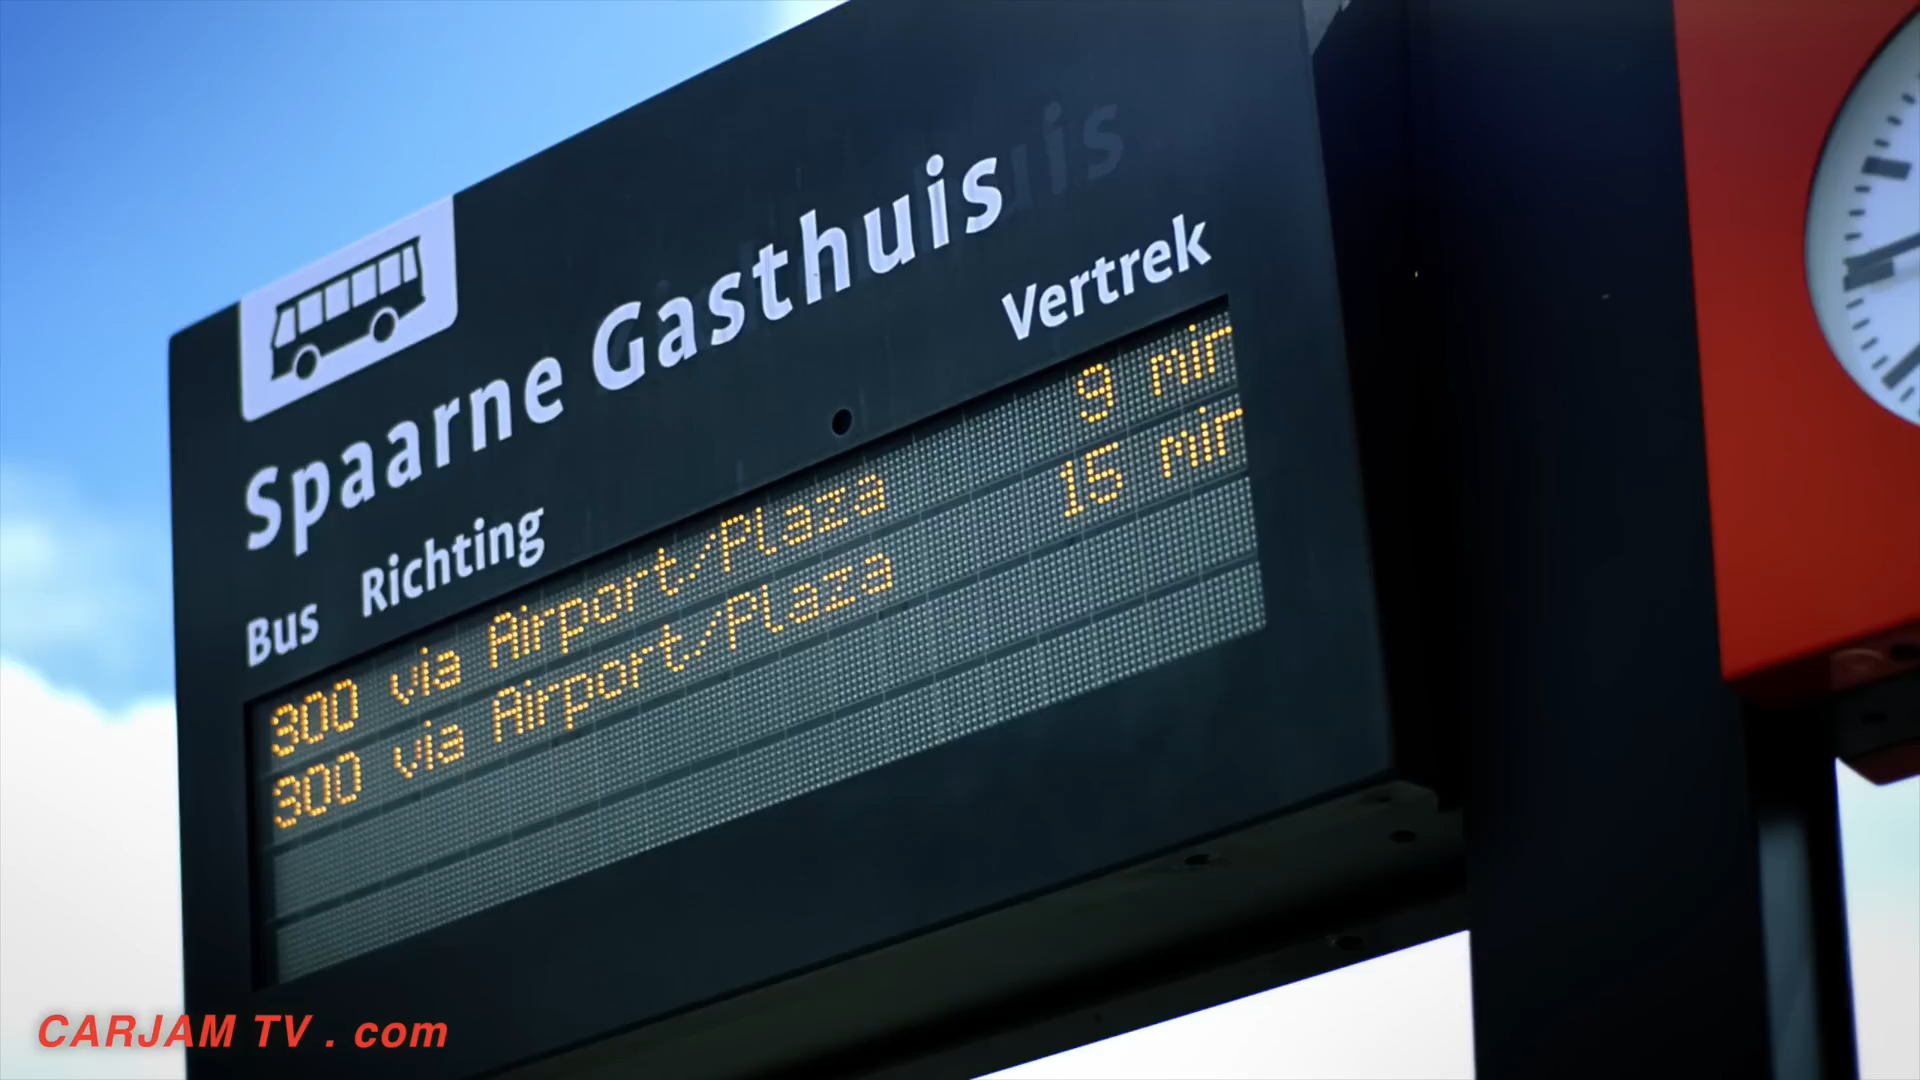 Spaarne Gasthuis
Bus Richting Vertrek
300 via Airport/Plaza 9 min
300 via Airport/Plaza 15 min
CARJAM TV . com